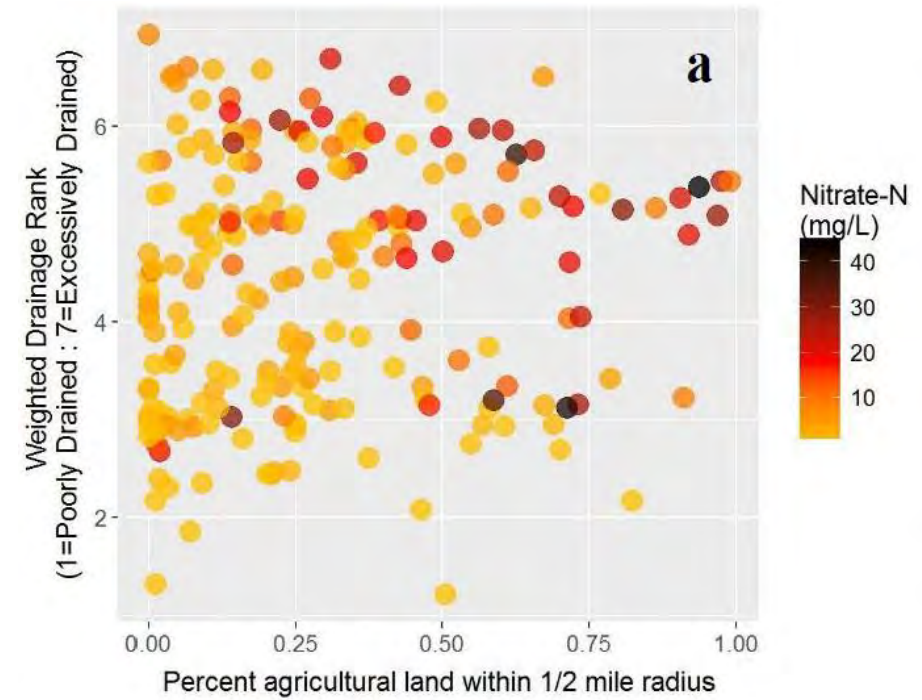 a
Weighted Drainage Rank
(1=Poorly Drained : 7=Excessively Drained)
6
4
2
0.00 0.25 0.50 0.75 1.00
Percent agricultural land within 1/2 mile radius
Nitrate-N
(mg/L)
40
30
20
10